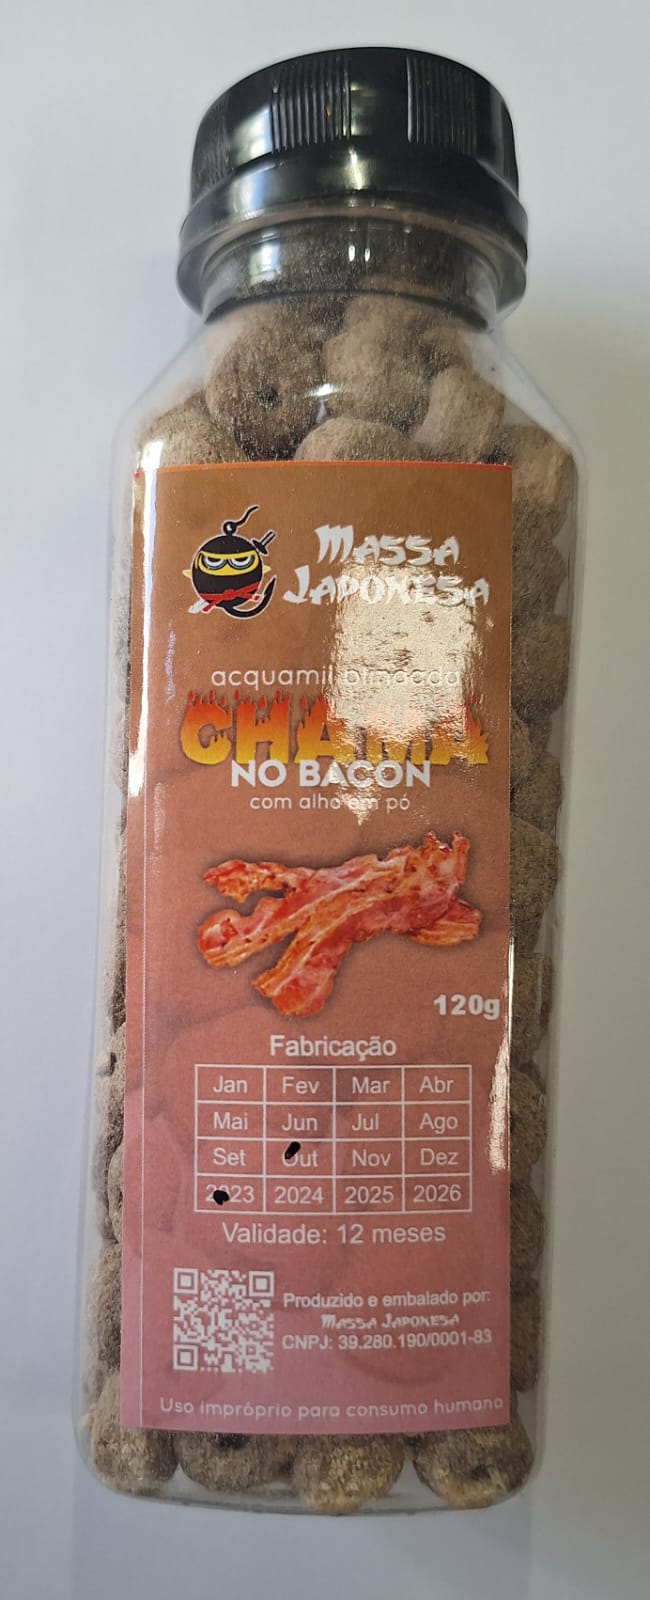 Massa
Japonesa
acquamil blindada
CHAMA
NO BACON
com alho em pó
120g
Fabricação
Jan Fev Mar Abr
Mai Jun Jul Ago
Set Out Nov Dez
2023 2024 2025 2026
Validade: 12 meses
Produzido e embalado por:
Massa Japonesa
CNPJ: 39.280.190/0001-83
Uso impróprio para consumo humano